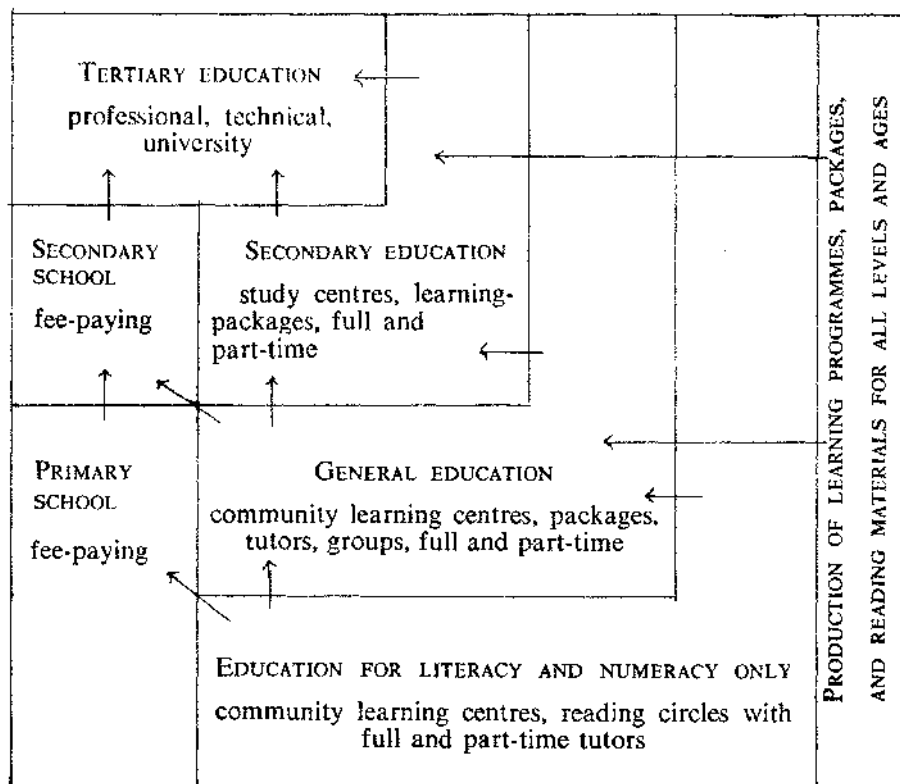 TERTIARY EDUCATION
professional, technical,
university
SECONDARY
SCHOOL
fee-paying
SECONDARY EDUCATION
study centres, learning-
packages, full and
part-time
PRIMARY
SCHOOL
fee-paying
GENERAL EDUCATION
community learning centres, packages,
tutors, groups, full and part-time
EDUCATION FOR LITERACY AND NUMERACY ONLY
community learning centres, reading circles with
full and part-time tutors
PRODUCTION OF LEARNING PROGRAMMES, PACKAGES,
AND READING MATERIALS FOR ALL LEVELS AND AGES